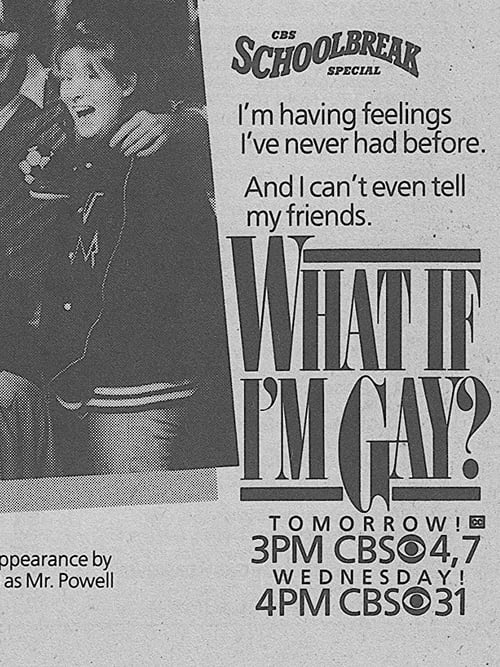 CBS
SCHOOLBREAK
SPECIAL
I'm having feelings
I've never had before.
And I can't even tell
my friends.
WHAT IF
I'M GAY?
TOMORROW! CC
3PM CBS 4,7
WEDNESDAY!
4PM CBS 31
ppearance by
as Mr. Powell